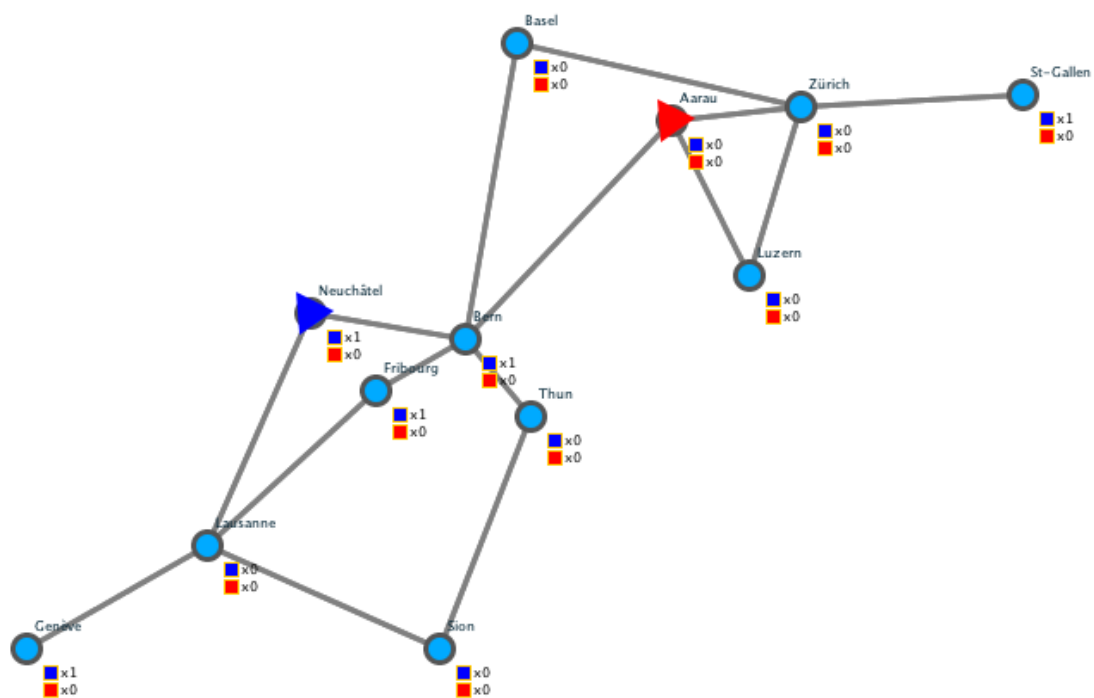 Basel
x0
x0
Aarau
x0
x0
Zürich
x0
x0
St-Gallen
x1
x0
Luzern
x0
x0
Neuchâtel
x1
x0
Bern
x1
x0
Fribourg
x1
x0
Thun
x0
x0
Lausanne
x0
x0
Genève
x1
x0
Sion
x0
x0